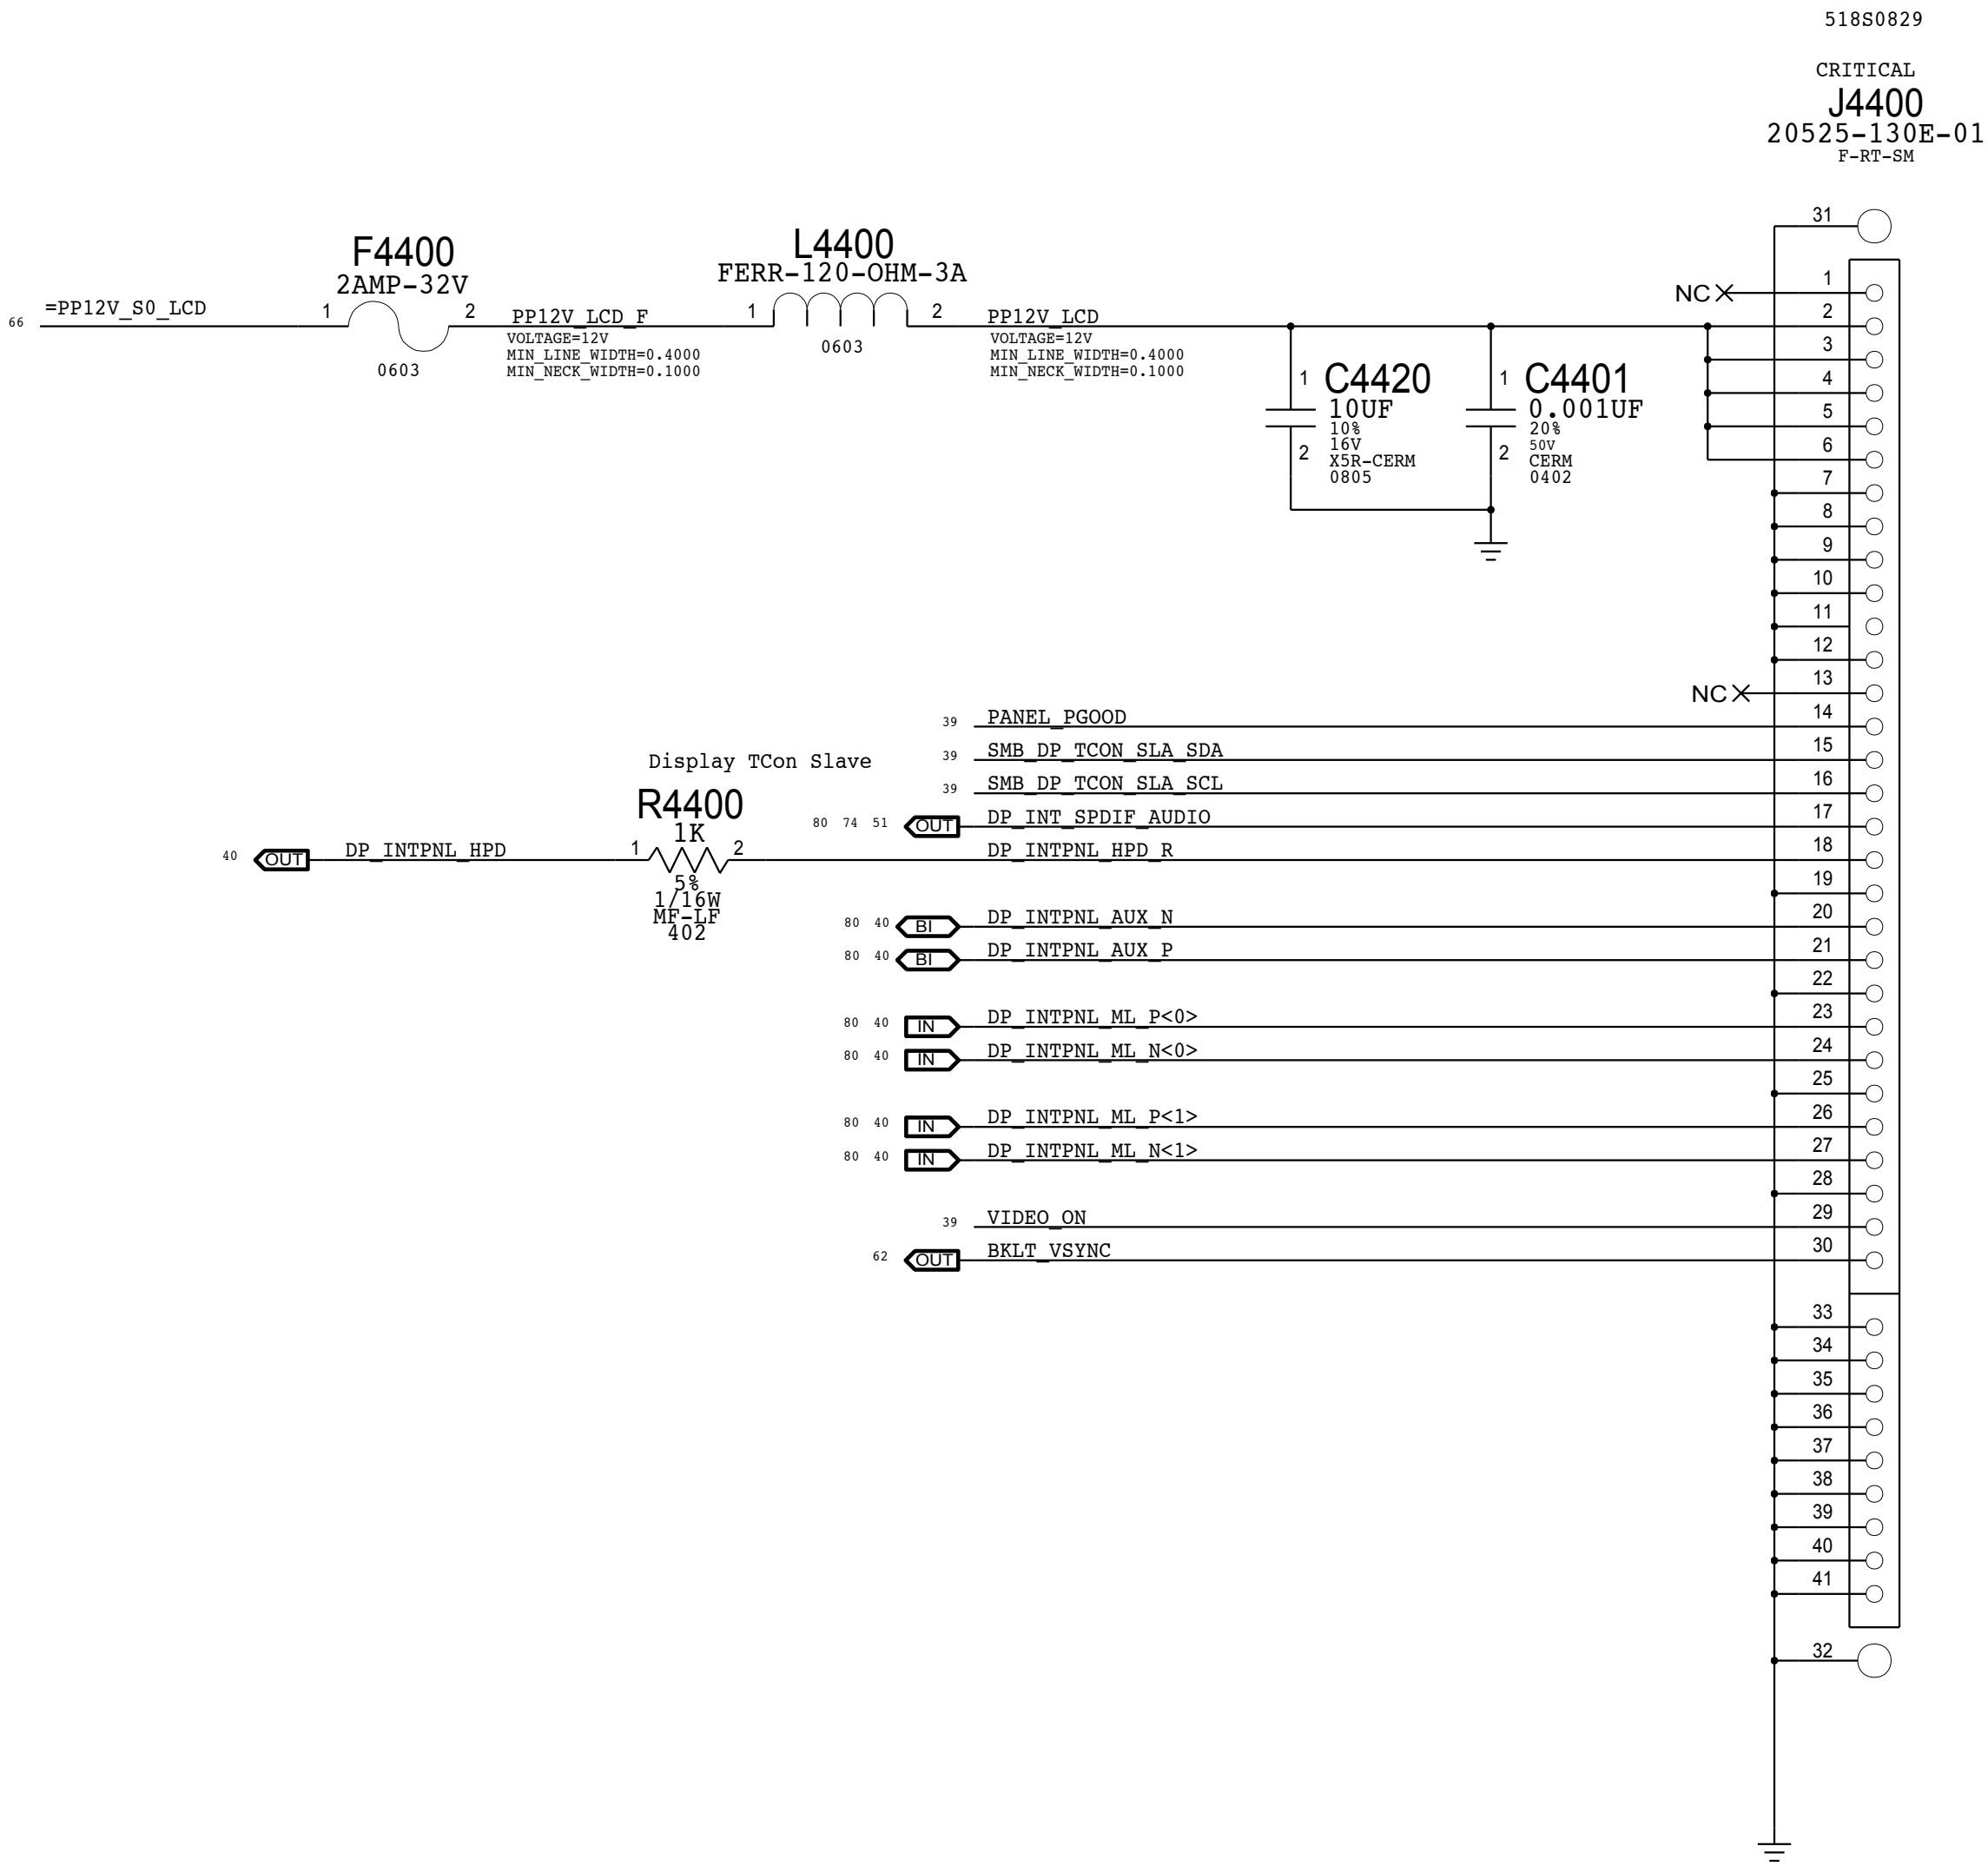 518S0829
CRITICAL
J4400
20525-130E-01
F-RT-SM
31
F4400
2AMP-32V
L4400
FERR-120-OHM-3A
NC 1
66 =PP12V_S0_LCD 1 2 PP12V_LCD_F 1 2 PP12V_LCD 2
VOLTAGE=12V
MIN_LINE_WIDTH=0.4000
MIN_NECK_WIDTH=0.1000
VOLTAGE=12V
MIN_LINE_WIDTH=0.4000
MIN_NECK_WIDTH=0.1000
0603
0603
3
4
5
6
1 C4420
10UF
10%
16V
2 X5R-CERM
0805
1 C4401
0.001UF
20%
50V
2 CERM
0402
7
8
9
10
11
12
NC 13
39 PANEL_PGOOD 14
39 SMB_DP_TCON_SLA_SDA 15
Display TCon Slave
39 SMB_DP_TCON_SLA_SCL 16
80 74 51 OUT DP_INT_SPDIF_AUDIO 17
R4400
1K
40 OUT DP_INTPNL_HPD 1 2 DP_INTPNL_HPD_R 18
5%
1/16W
MF-LF
402
19
80 40 BI DP_INTPNL_AUX_N 20
80 40 BI DP_INTPNL_AUX_P 21
22
80 40 IN DP_INTPNL_ML_P<0> 23
80 40 IN DP_INTPNL_ML_N<0> 24
25
80 40 IN DP_INTPNL_ML_P<1> 26
80 40 IN DP_INTPNL_ML_N<1> 27
28
39 VIDEO_ON 29
62 OUT BKLT_VSYNC 30
33
34
35
36
37
38
39
40
41
32